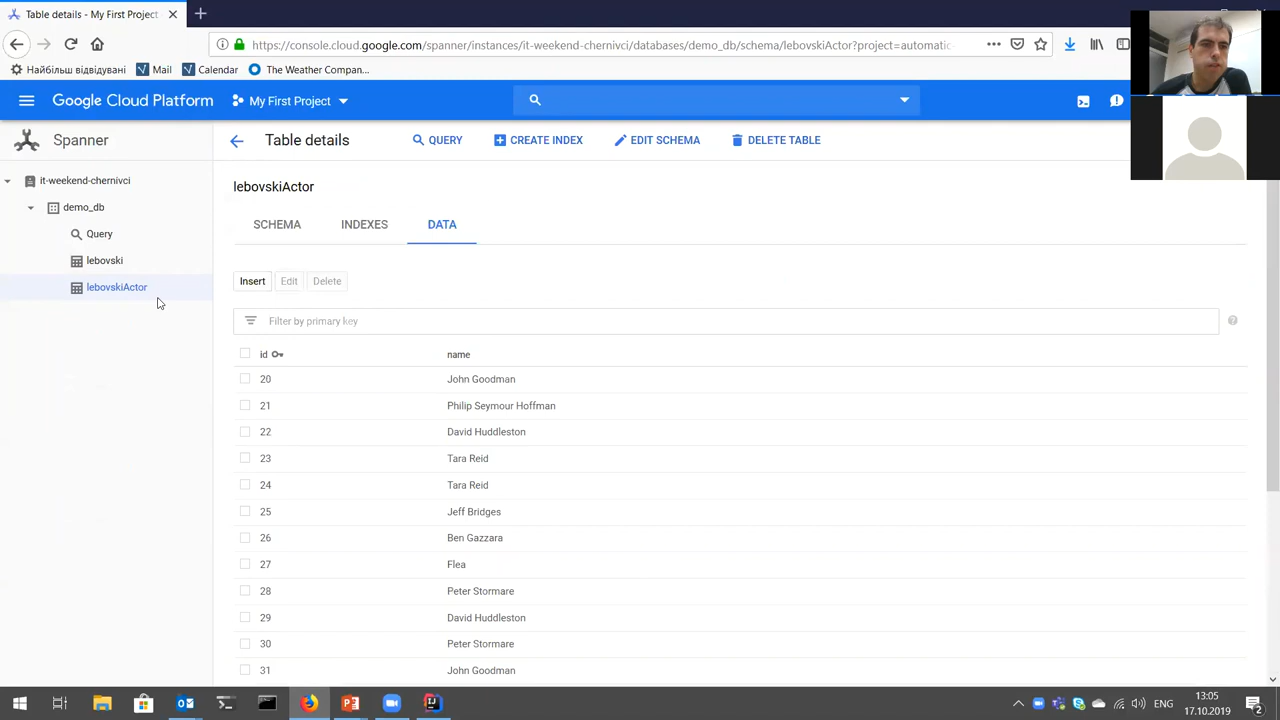 Table details - My First Project
https://console.cloud.google.com/spanner/instances/it-weekend-chernivci/databases/demo_db/schema/lebovskiActor?project=automatic
Найбільш відвідувані
Mail
Calendar
The Weather Compan...
Google Cloud Platform
My First Project
Spanner
Table details
QUERY
CREATE INDEX
EDIT SCHEMA
DELETE TABLE
it-weekend-chernivci
demo_db
Query
lebovski
lebovskiActor
lebovskiActor
SCHEMA
INDEXES
DATA
Insert
Edit
Delete
Filter by primary key
id name
20 John Goodman
21 Philip Seymour Hoffman
22 David Huddleston
23 Tara Reid
24 Tara Reid
25 Jeff Bridges
26 Ben Gazzara
27 Flea
28 Peter Stormare
29 David Huddleston
30 Peter Stormare
31 John Goodman
ENG
13:05
17.10.2019
2